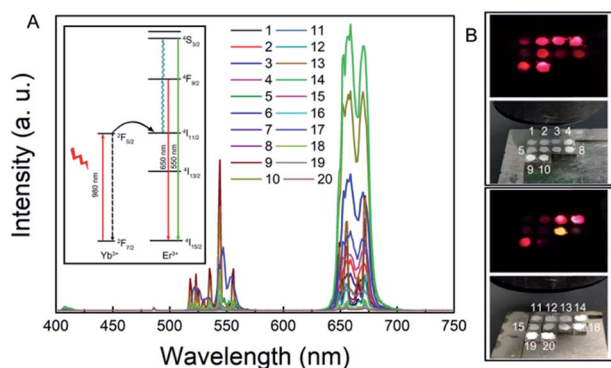 A
B
Intensity (a. u.)
Wavelength (nm)
400 450 500 550 600 650 700 750
⁴S₃/₂
⁴F₉/₂
²F₅/₂
⁴I₁₁/₂
⁴I₁₃/₂
²F₇/₂
⁴I₁₅/₂
980 nm
650 nm
550 nm
Yb³⁺
Er³⁺
1 11
2 12
3 13
4 14
5 15
6 16
7 17
8 18
9 19
10 20
1 2 3 4
5 8
9 10
11 12 13 14
15 18
19 20